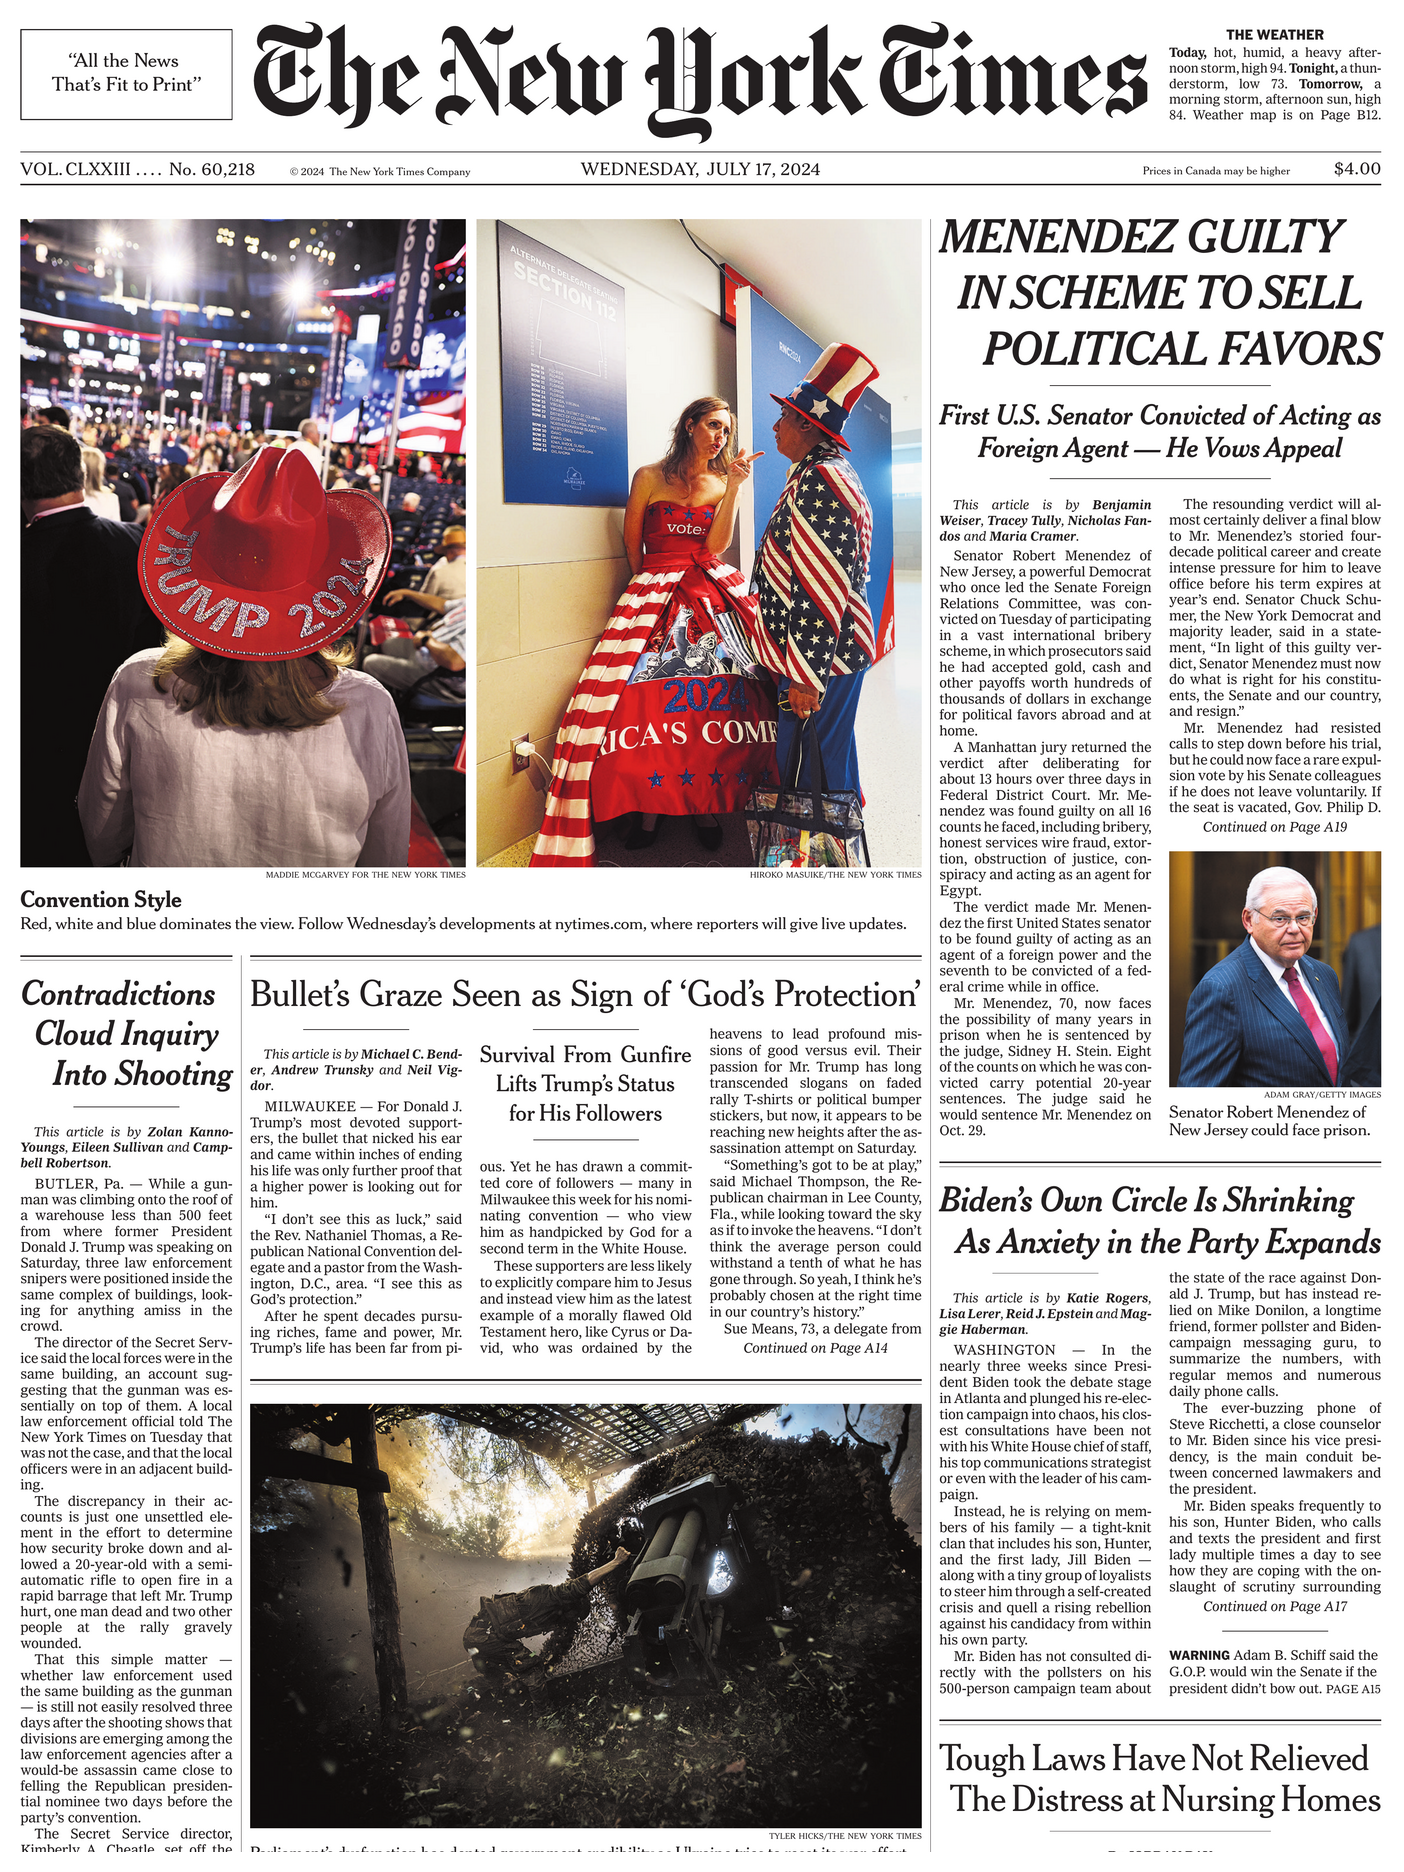 “All the News
That’s Fit to Print”
The New York Times
THE WEATHER
Today, hot, humid, a heavy after-
noon storm, high 94. Tonight, a thun-
derstorm, low 73. Tomorrow, a
morning storm, afternoon sun, high
84. Weather map is on Page B12.
VOL. CLXXIII .... No. 60,218
© 2024 The New York Times Company
WEDNESDAY, JULY 17, 2024
Prices in Canada may be higher
$4.00
COLORADO
COLORADO
TRUMP 2024
MADDIE MCGARVEY FOR THE NEW YORK TIMES
ALTERNATE DELEGATE SEATING
SECTION 112
RNC2024
vote:
2024
RICA'S COME
HIROKO MASUIKE/THE NEW YORK TIMES
Convention Style
Red, white and blue dominates the view. Follow Wednesday’s developments at nytimes.com, where reporters will give live updates.
MENENDEZ GUILTY
IN SCHEME TO SELL
POLITICAL FAVORS
First U.S. Senator Convicted of Acting as
Foreign Agent — He Vows Appeal
This article is by Benjamin
Weiser, Tracey Tully, Nicholas Fan-
dos and Maria Cramer.
Senator Robert Menendez of
New Jersey, a powerful Democrat
who once led the Senate Foreign
Relations Committee, was con-
victed on Tuesday of participating
in a vast international bribery
scheme, in which prosecutors said
he had accepted gold, cash and
other payoffs worth hundreds of
thousands of dollars in exchange
for political favors abroad and at
home.
A Manhattan jury returned the
verdict after deliberating for
about 13 hours over three days in
Federal District Court. Mr. Me-
nendez was found guilty on all 16
counts he faced, including bribery,
honest services wire fraud, extor-
tion, obstruction of justice, con-
spiracy and acting as an agent for
Egypt.
The verdict made Mr. Menen-
dez the first United States senator
to be found guilty of acting as an
agent of a foreign power and the
seventh to be convicted of a fed-
eral crime while in office.
Mr. Menendez, 70, now faces
the possibility of many years in
prison when he is sentenced by
the judge, Sidney H. Stein. Eight
of the counts on which he was con-
victed carry potential 20-year
sentences. The judge said he
would sentence Mr. Menendez on
Oct. 29.
The resounding verdict will al-
most certainly deliver a final blow
to Mr. Menendez’s storied four-
decade political career and create
intense pressure for him to leave
office before his term expires at
year’s end. Senator Chuck Schu-
mer, the New York Democrat and
majority leader, said in a state-
ment, “In light of this guilty ver-
dict, Senator Menendez must now
do what is right for his constitu-
ents, the Senate and our country,
and resign.”
Mr. Menendez had resisted
calls to step down before his trial,
but he could now face a rare expul-
sion vote by his Senate colleagues
if he does not leave voluntarily. If
the seat is vacated, Gov. Philip D.
Continued on Page A19
ADAM GRAY/GETTY IMAGES
Senator Robert Menendez of
New Jersey could face prison.
Contradictions
Cloud Inquiry
Into Shooting
This article is by Zolan Kanno-
Youngs, Eileen Sullivan and Camp-
bell Robertson.
BUTLER, Pa. — While a gun-
man was climbing onto the roof of
a warehouse less than 500 feet
from where former President
Donald J. Trump was speaking on
Saturday, three law enforcement
snipers were positioned inside the
same complex of buildings, look-
ing for anything amiss in the
crowd.
The director of the Secret Serv-
ice said the local forces were in the
same building, an account sug-
gesting that the gunman was es-
sentially on top of them. A local
law enforcement official told The
New York Times on Tuesday that
was not the case, and that the local
officers were in an adjacent build-
ing.
The discrepancy in their ac-
counts is just one unsettled ele-
ment in the effort to determine
how security broke down and al-
lowed a 20-year-old with a semi-
automatic rifle to open fire in a
rapid barrage that left Mr. Trump
hurt, one man dead and two other
people at the rally gravely
wounded.
That this simple matter —
whether law enforcement used
the same building as the gunman
— is still not easily resolved three
days after the shooting shows that
divisions are emerging among the
law enforcement agencies after a
would-be assassin came close to
felling the Republican presiden-
tial nominee two days before the
party’s convention.
The Secret Service director,
Kimberly A. Cheatle, set off the
Bullet’s Graze Seen as Sign of ‘God’s Protection’
This article is by Michael C. Bend-
er, Andrew Trunsky and Neil Vig-
dor.
MILWAUKEE — For Donald J.
Trump’s most devoted support-
ers, the bullet that nicked his ear
and came within inches of ending
his life was only further proof that
a higher power is looking out for
him.
“I don’t see this as luck,” said
the Rev. Nathaniel Thomas, a Re-
publican National Convention del-
egate and a pastor from the Wash-
ington, D.C., area. “I see this as
God’s protection.”
After he spent decades pursu-
ing riches, fame and power, Mr.
Trump’s life has been far from pi-
Survival From Gunfire
Lifts Trump’s Status
for His Followers
ous. Yet he has drawn a commit-
ted core of followers — many in
Milwaukee this week for his nomi-
nating convention — who view
him as handpicked by God for a
second term in the White House.
These supporters are less likely
to explicitly compare him to Jesus
and instead view him as the latest
example of a morally flawed Old
Testament hero, like Cyrus or Da-
vid, who was ordained by the
heavens to lead profound mis-
sions of good versus evil. Their
passion for Mr. Trump has long
transcended slogans on faded
rally T-shirts or political bumper
stickers, but now, it appears to be
reaching new heights after the as-
sassination attempt on Saturday.
“Something’s got to be at play,”
said Michael Thompson, the Re-
publican chairman in Lee County,
Fla., while looking toward the sky
as if to invoke the heavens. “I don’t
think the average person could
withstand a tenth of what he has
gone through. So yeah, I think he’s
probably chosen at the right time
in our country’s history.”
Sue Means, 73, a delegate from
Continued on Page A14
TYLER HICKS/THE NEW YORK TIMES
Parliament’s dysfunction has dented government credibility as Ukraine tries to reset its war effort.
Biden’s Own Circle Is Shrinking
As Anxiety in the Party Expands
This article is by Katie Rogers,
Lisa Lerer, Reid J. Epstein and Mag-
gie Haberman.
WASHINGTON — In the
nearly three weeks since Presi-
dent Biden took the debate stage
in Atlanta and plunged his re-elec-
tion campaign into chaos, his clos-
est consultations have been not
with his White House chief of staff,
his top communications strategist
or even with the leader of his cam-
paign.
Instead, he is relying on mem-
bers of his family — a tight-knit
clan that includes his son, Hunter,
and the first lady, Jill Biden —
along with a tiny group of loyalists
to steer him through a self-created
crisis and quell a rising rebellion
against his candidacy from within
his own party.
Mr. Biden has not consulted di-
rectly with the pollsters on his
500-person campaign team about
the state of the race against Don-
ald J. Trump, but has instead re-
lied on Mike Donilon, a longtime
friend, former pollster and Biden-
campaign messaging guru, to
summarize the numbers, with
regular memos and numerous
daily phone calls.
The ever-buzzing phone of
Steve Ricchetti, a close counselor
to Mr. Biden since his vice presi-
dency, is the main conduit be-
tween concerned lawmakers and
the president.
Mr. Biden speaks frequently to
his son, Hunter Biden, who calls
and texts the president and first
lady multiple times a day to see
how they are coping with the on-
slaught of scrutiny surrounding
Continued on Page A17
WARNING Adam B. Schiff said the
G.O.P. would win the Senate if the
president didn’t bow out. PAGE A15
Tough Laws Have Not Relieved
The Distress at Nursing Homes